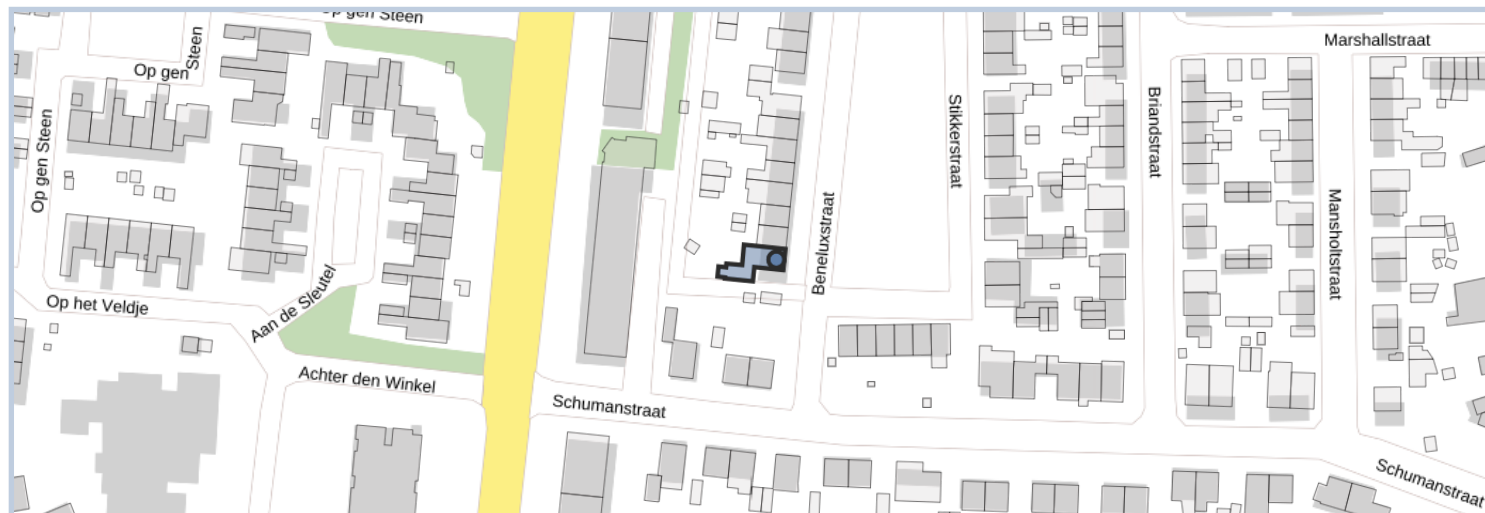 Op gen Steen
Steen
Op gen
Marshallstraat
Op gen Steen
Stikkerstraat
Briandstraat
Beneluxstraat
Mansholtstraat
Aan de Sleutel
Op het Veldje
Achter den Winkel
Schumanstraat
Schumanstraat